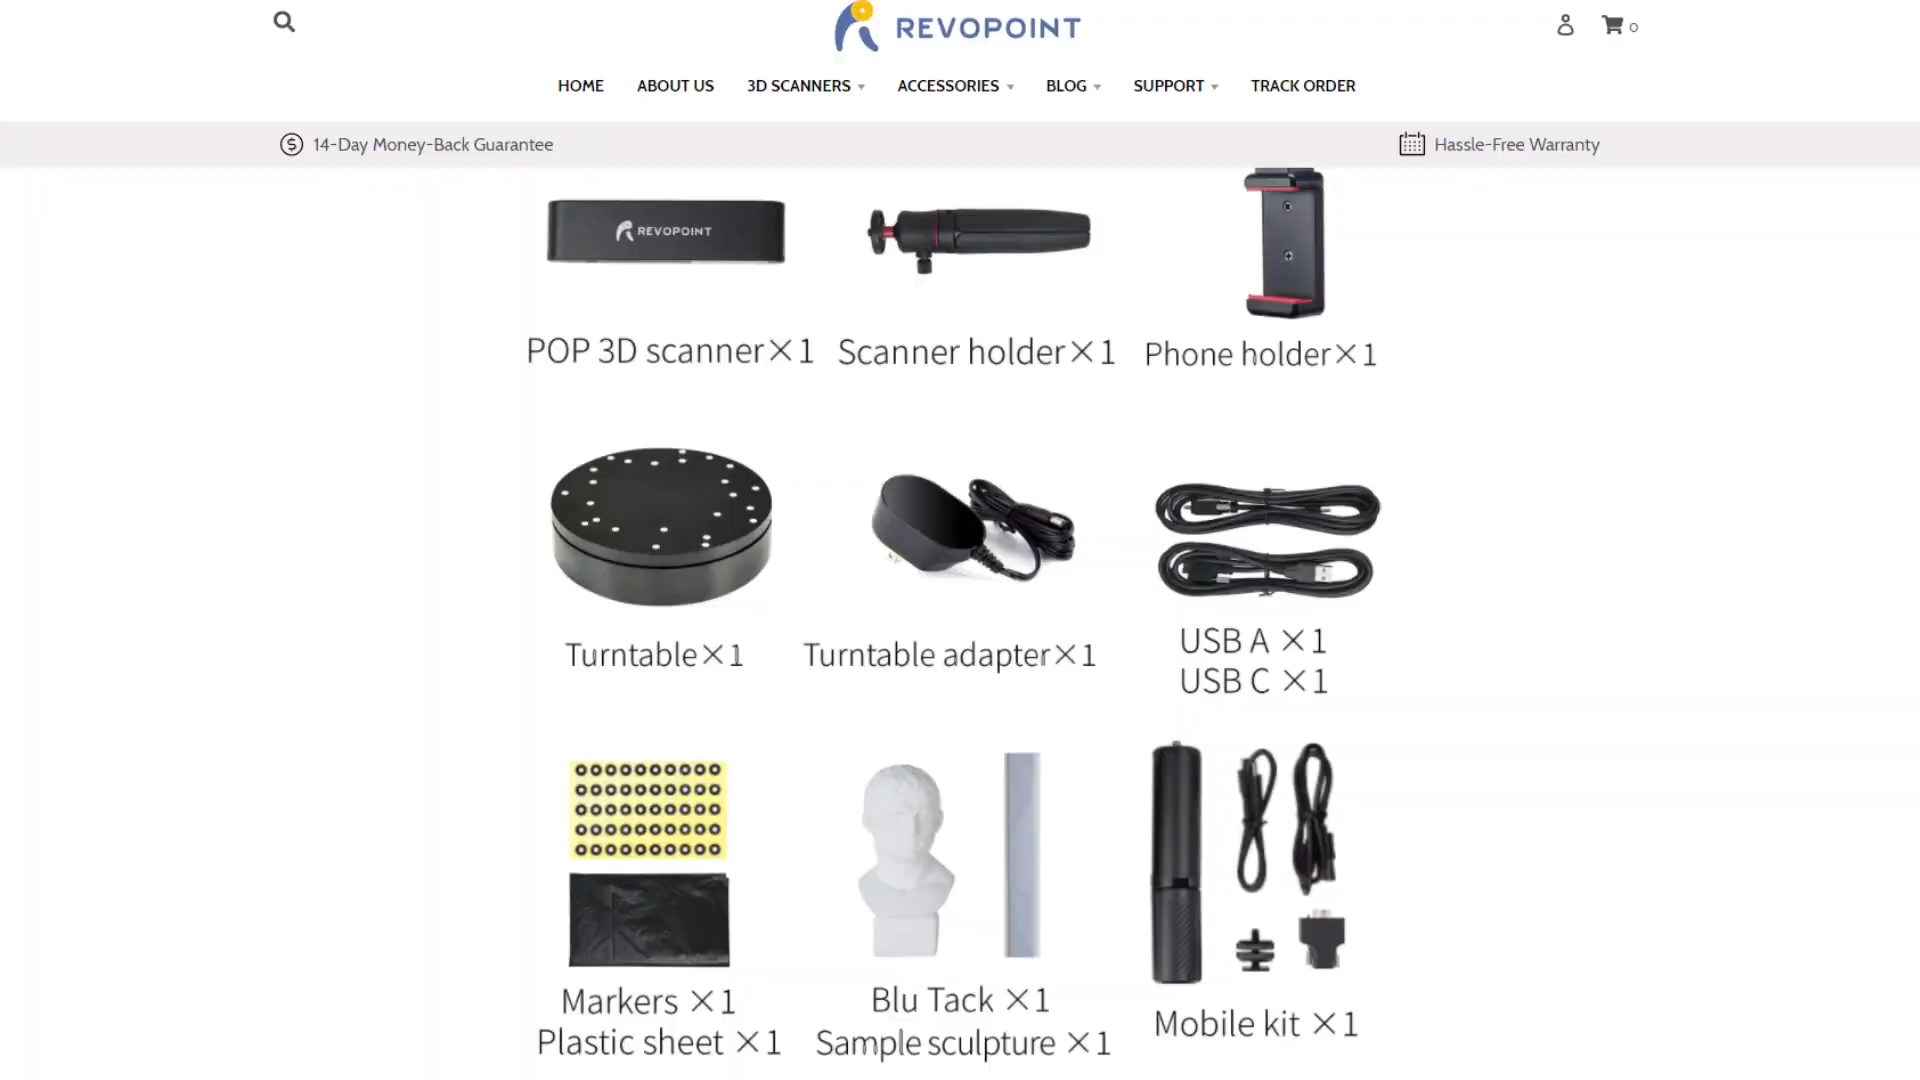 REVOPOINT
0
HOME ABOUT US 3D SCANNERS ACCESSORIES BLOG SUPPORT TRACK ORDER
14-Day Money-Back Guarantee
Hassle-Free Warranty
REVOPOINT
POP 3D scanner×1
Scanner holder×1
Phone holder×1
Turntable×1
Turntable adapter×1
USB A ×1
USB C ×1
Markers ×1
Plastic sheet ×1
Blu Tack ×1
Sample sculpture ×1
Mobile kit ×1